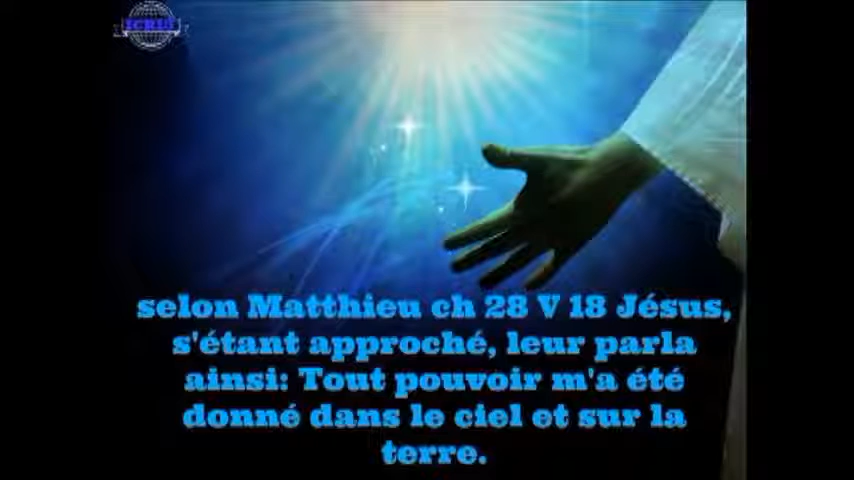 selon Matthieu ch 28 V 18 Jésus,
s'étant approché, leur parla
ainsi: Tout pouvoir m'a été
donné dans le ciel et sur la
terre.